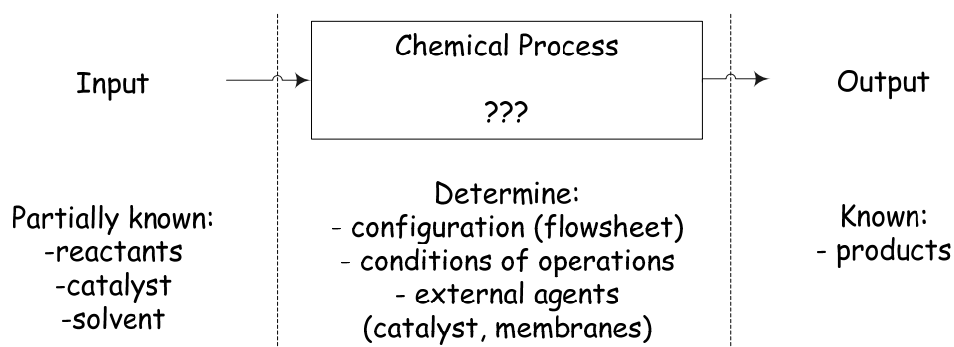 Input
Chemical Process
???
Output
Partially known:
-reactants
-catalyst
-solvent
Determine:
- configuration (flowsheet)
- conditions of operations
- external agents
(catalyst, membranes)
Known:
- products